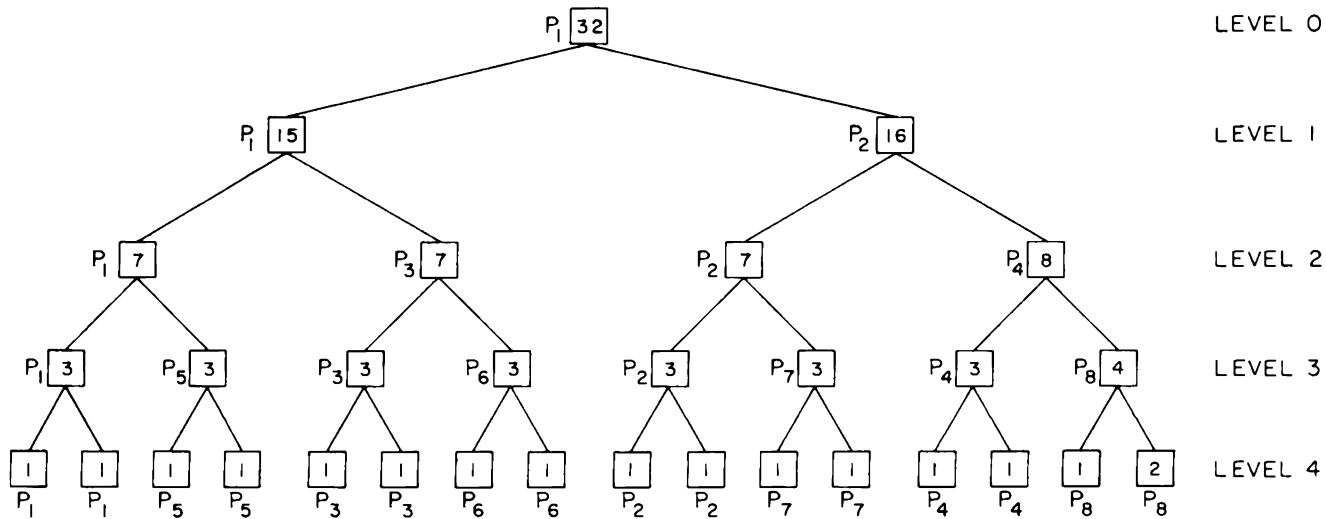 P1 32 LEVEL 0
P1 15 P2 16 LEVEL 1
P1 7 P3 7 P2 7 P4 8 LEVEL 2
P1 3 P5 3 P3 3 P6 3 P2 3 P7 3 P4 3 P8 4 LEVEL 3
1 1 1 1 1 1 1 1 1 1 1 1 1 1 1 2 LEVEL 4
P1 P1 P5 P5 P3 P3 P6 P6 P2 P2 P7 P7 P4 P4 P8 P8